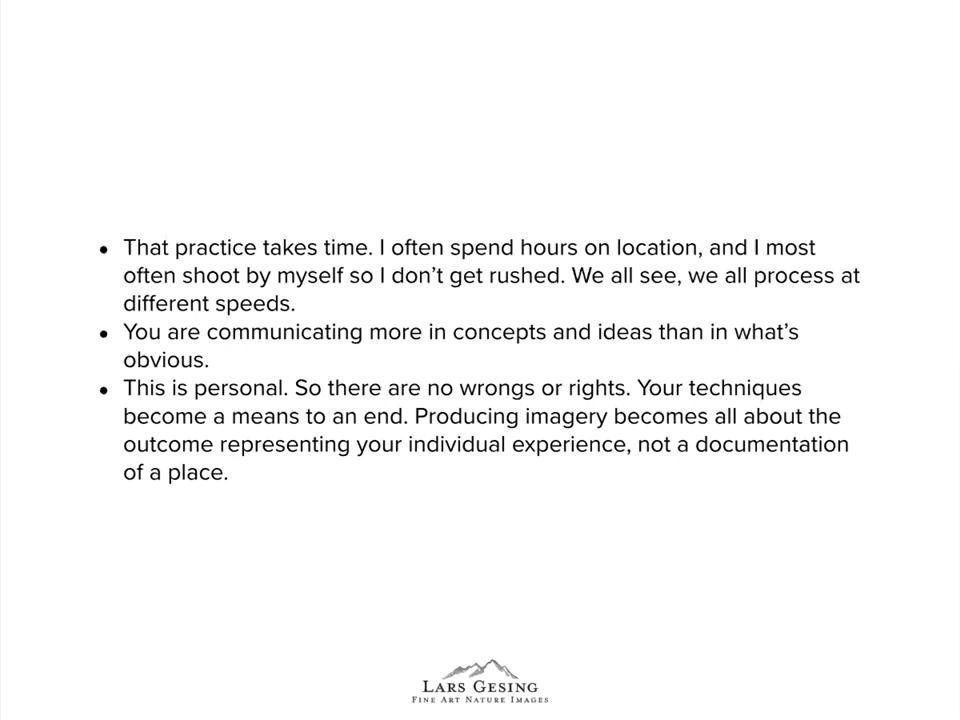 • That practice takes time. I often spend hours on location, and I most
often shoot by myself so I don’t get rushed. We all see, we all process at
different speeds.
• You are communicating more in concepts and ideas than in what’s
obvious.
• This is personal. So there are no wrongs or rights. Your techniques
become a means to an end. Producing imagery becomes all about the
outcome representing your individual experience, not a documentation
of a place.
LARS GESING
FINE ART NATURE IMAGES